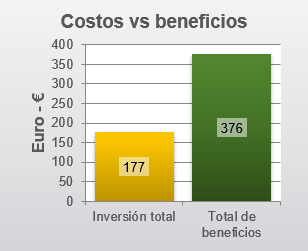 Costos vs beneficios
Euro - €
400
350
300
250
200
150
100
50
0
177
376
Inversión total
Total de
beneficios